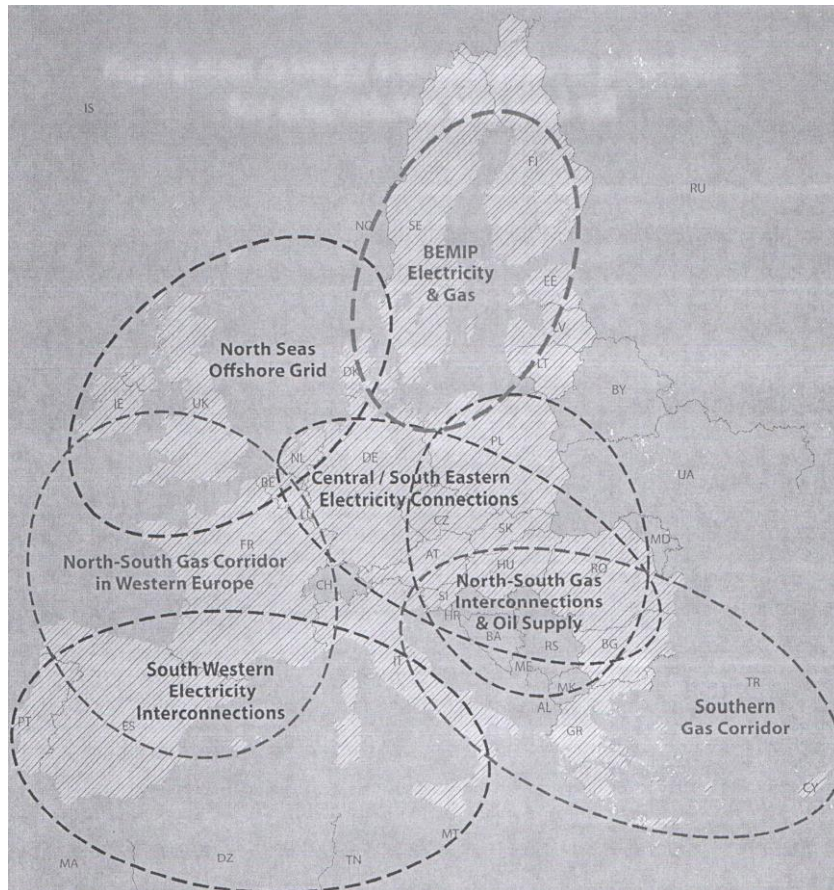 IS
RU
FI
NO
SE
BEMIP
Electricity
& Gas
EE
LV
LT
North Seas
Offshore Grid
DK
IE
UK
BY
NL
DE
PL
BE
Central / South Eastern
Electricity Connections
UA
LU
CZ
SK
FR
North-South Gas Corridor
in Western Europe
MD
AT
HU
RO
CH
SI
HR
North-South Gas
Interconnections
& Oil Supply
BA
RS
BG
ME
IT
MK
AL
South Western
Electricity
Interconnections
TR
Southern
Gas Corridor
PT
ES
GR
CY
MT
MA
DZ
TN